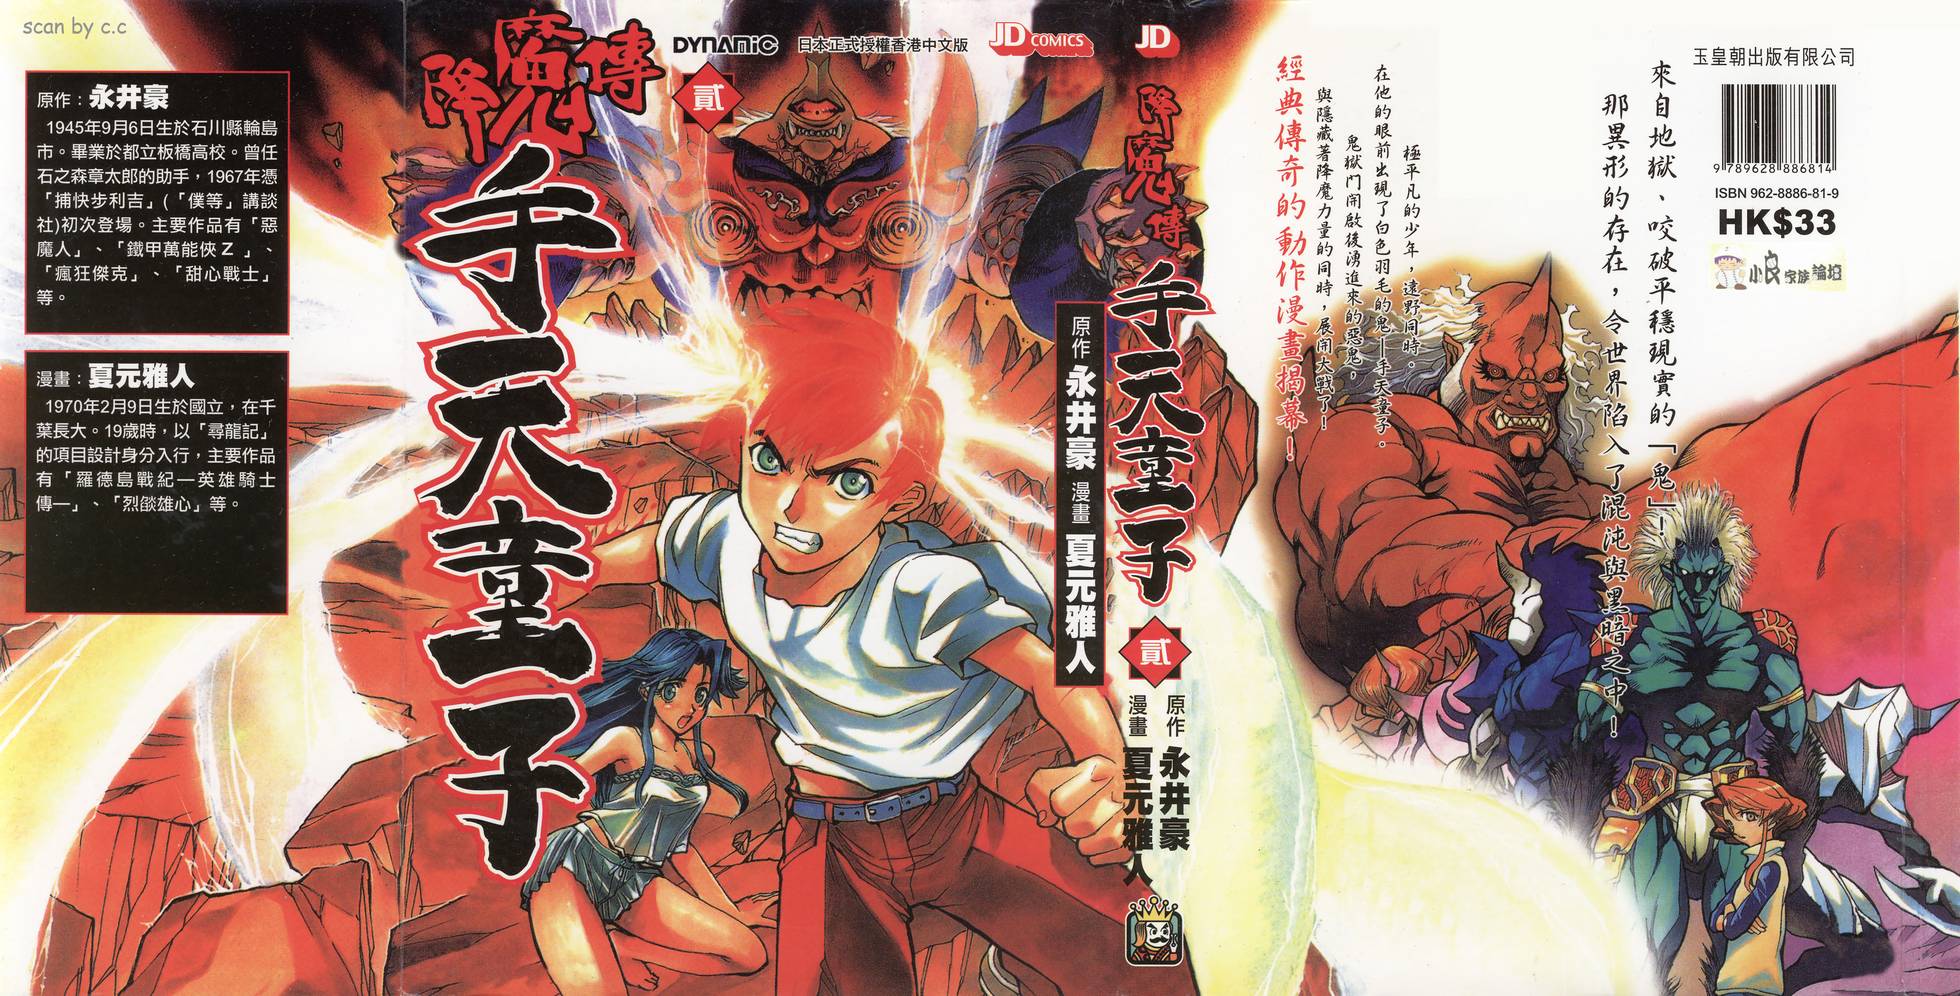 scan by c.c
原作：永井豪
1945年9月6日生於石川縣輪島
市。畢業於都立板橋高校。曾任
石之森章太郎的助手，1967年憑
「捕快步利吉」(「僕等」講談
社)初次登場。主要作品有「惡
魔人」、「鐵甲萬能俠Z」、
「瘋狂傑克」、「甜心戰士」
等。
漫畫：夏元雅人
1970年2月9日生於國立，在千
葉長大。19歲時，以「尋龍記」
的項目設計身分入行，主要作品
有「羅德島戰紀—英雄騎士
傳—」、「烈燄雄心」等。
降魔傳
手天童子
貳
DYNAMIC
日本正式授權香港中文版
JD COMICS
原作 永井豪 漫畫 夏元雅人
JD
降魔傳
手天童子
貳
原作 永井豪
漫畫 夏元雅人
來自地獄、咬破平穩現實的「鬼」！
那異形的存在，令世界陷入了混沌與黑暗之中！
極平凡的少年，遠野同時。
在他的眼前出現了白色羽毛的鬼—手天童子。
鬼獄門開啟後湧進來的惡鬼，
與隱藏著降魔力量的同時，展開大戰了！
經典傳奇的動作漫畫揭幕！
玉皇朝出版有限公司
9 789628 886814
ISBN 962-8886-81-9
HK$33
小良家族論壇